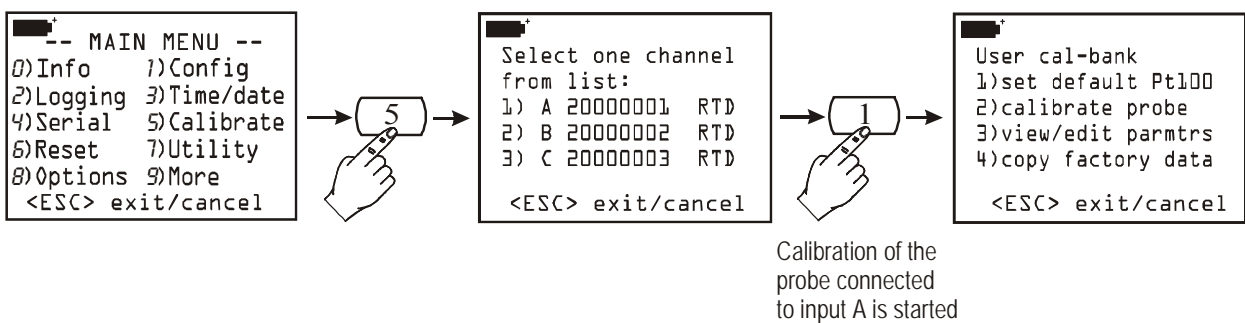 -- MAIN MENU --
0)Info 1)Config
2)Logging 3)Time/date
4)Serial 5)Calibrate
6)Reset 7)Utility
8)Options 9)More
<ESC> exit/cancel
5
Select one channel
from list:
1) A 20000001 RTD
2) B 20000002 RTD
3) C 20000003 RTD
<ESC> exit/cancel
1
Calibration of the
probe connected
to input A is started
User cal-bank
1)set default Pt100
2)calibrate probe
3)view/edit parmtrs
4)copy factory data
<ESC> exit/cancel